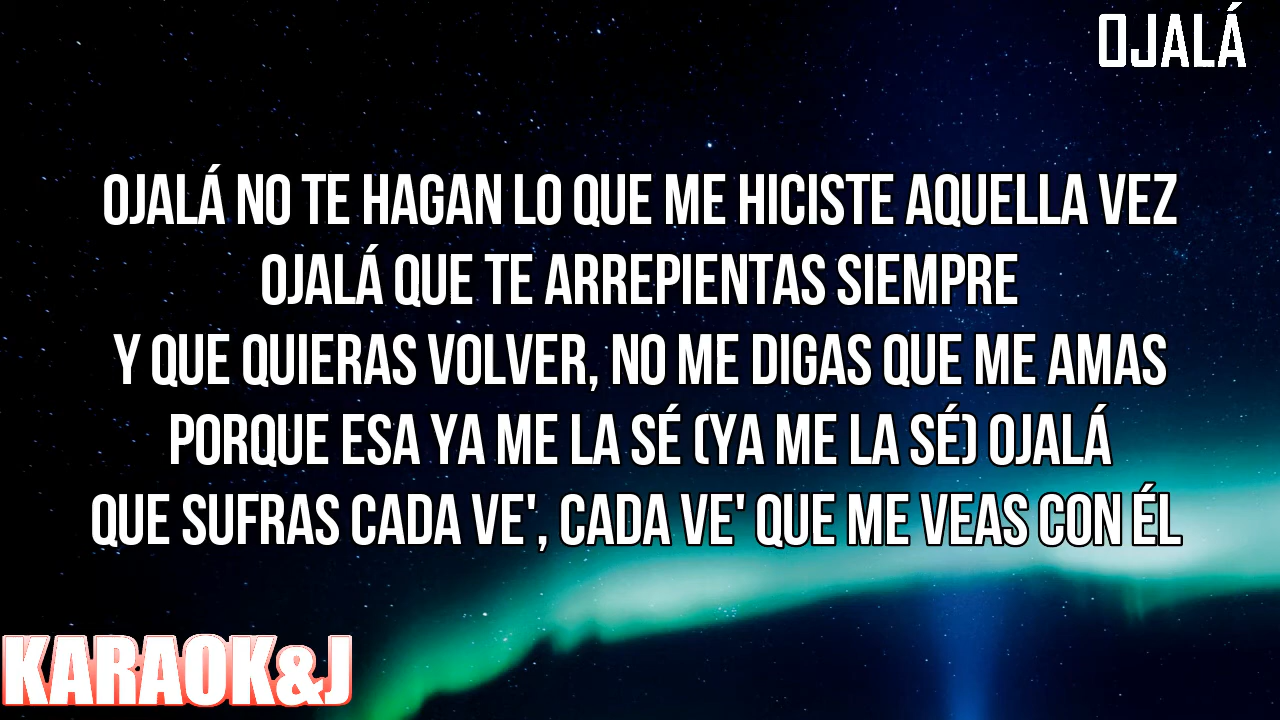 OJALÁ
OJALÁ NO TE HAGAN LO QUE ME HICISTE AQUELLA VEZ
OJALÁ QUE TE ARREPIENTAS SIEMPRE
Y QUE QUIERAS VOLVER, NO ME DIGAS QUE ME AMAS
PORQUE ESA YA ME LA SÉ (YA ME LA SÉ) OJALÁ
QUE SUFRAS CADA VE', CADA VE' QUE ME VEAS CON ÉL
KARAOK&J